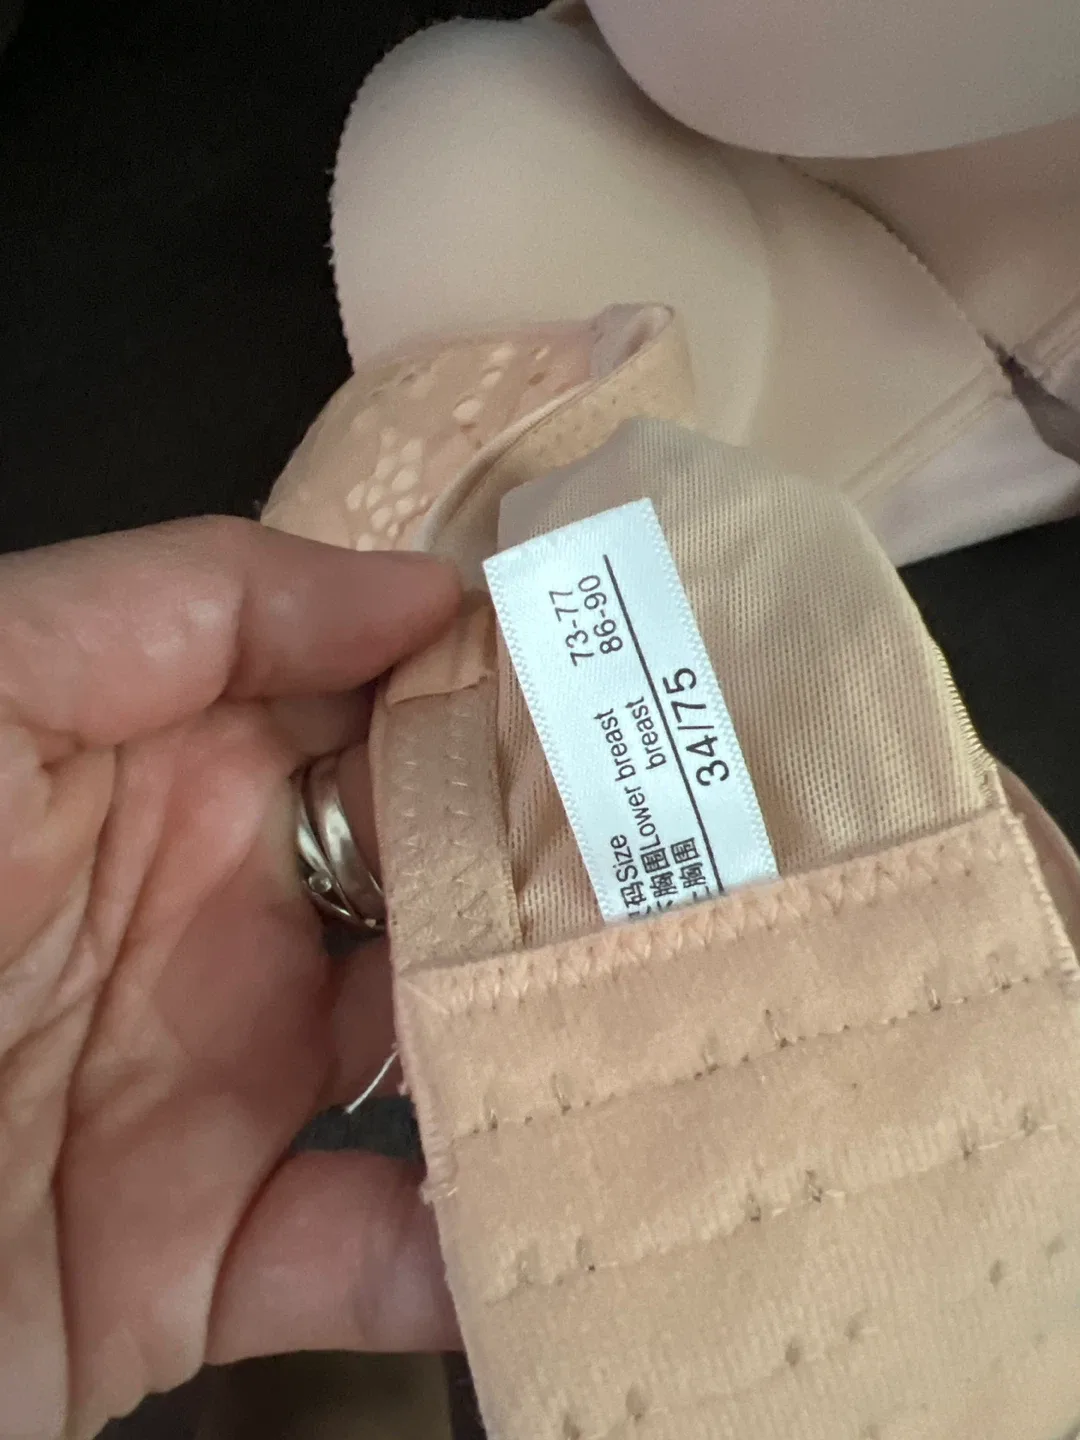 码Size 34/75
胸围Lower breast 73-77
胸围 breast 86-90